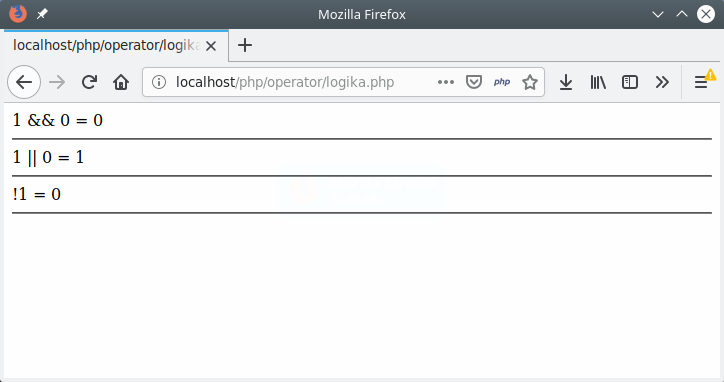 Mozilla Firefox
localhost/php/operator/logika
localhost/php/operator/logika.php
php
1 && 0 = 0
1 || 0 = 1
!1 = 0